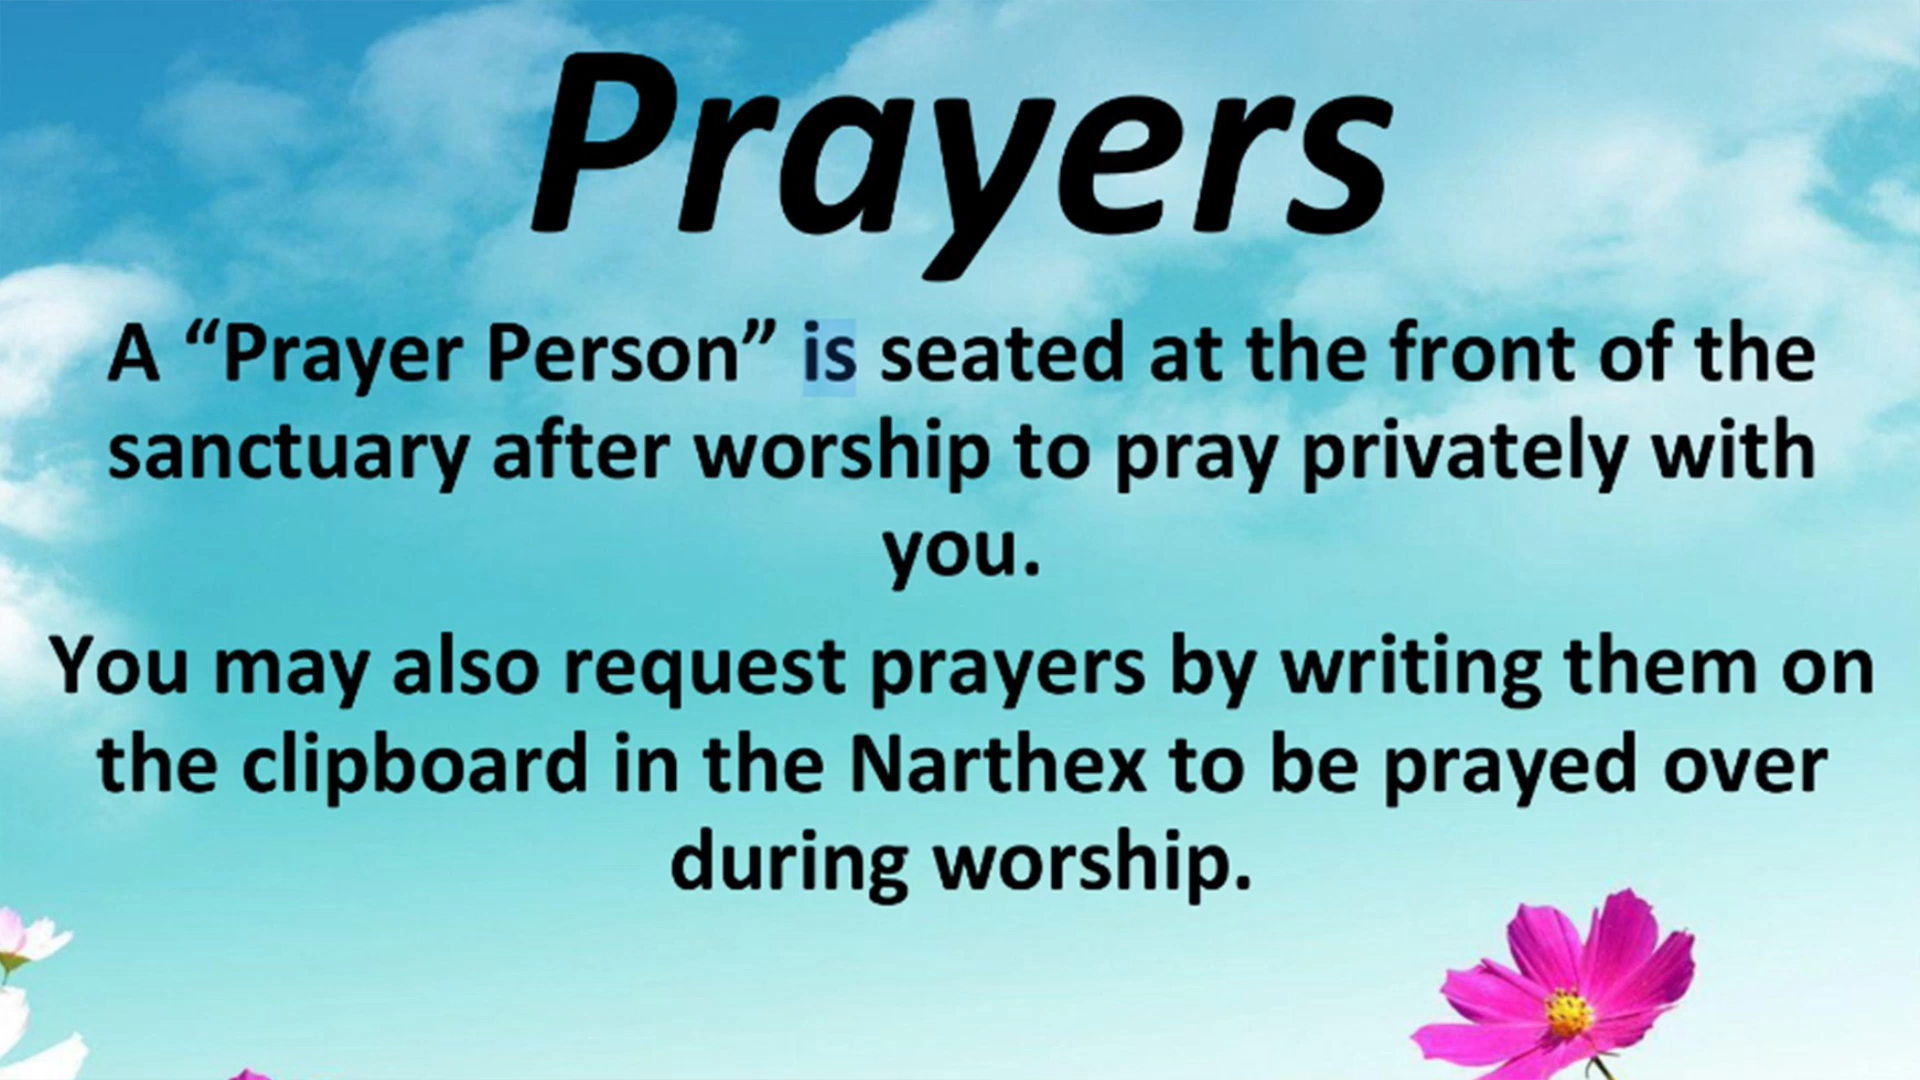 Prayers
A “Prayer Person” is seated at the front of the
sanctuary after worship to pray privately with
you.
You may also request prayers by writing them on
the clipboard in the Narthex to be prayed over
during worship.